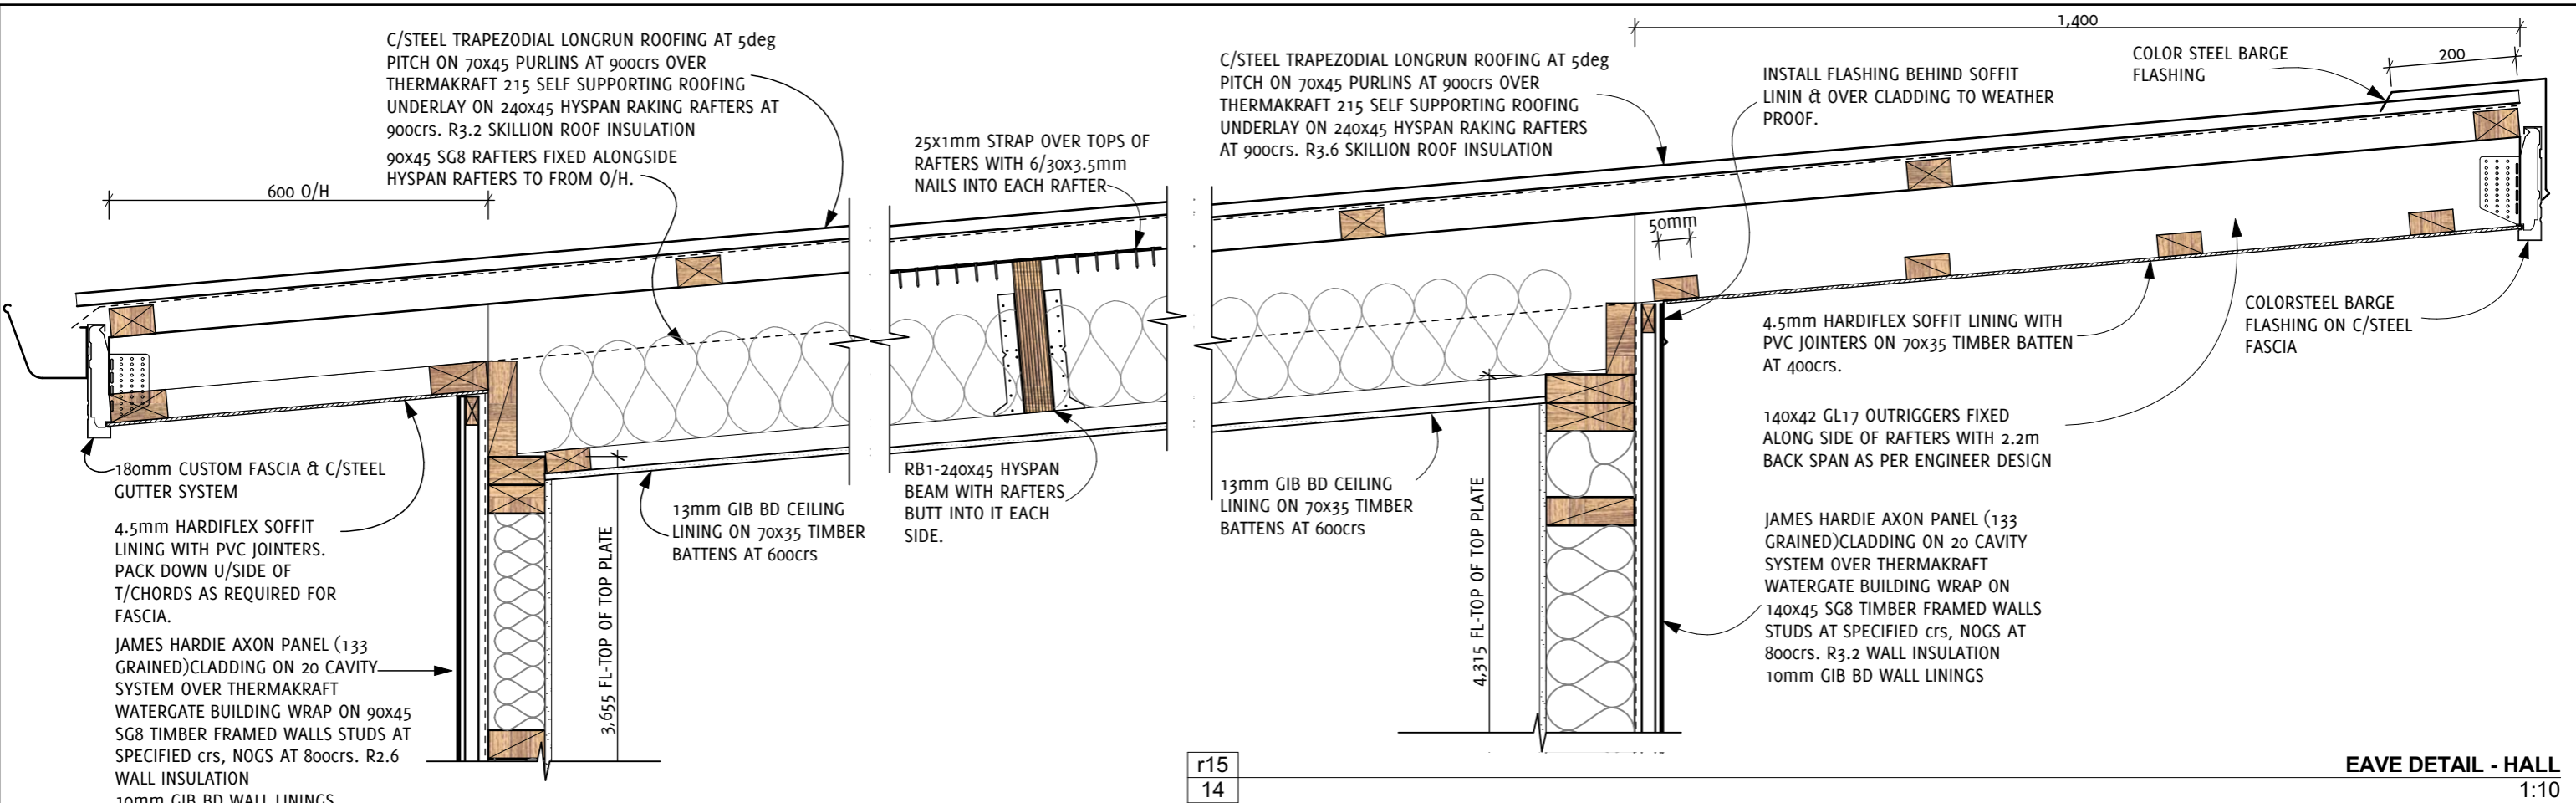 C/STEEL TRAPEZODIAL LONGRUN ROOFING AT 5deg
PITCH ON 70x45 PURLINS AT 900crs OVER
THERMAKRAFT 215 SELF SUPPORTING ROOFING
UNDERLAY ON 240x45 HYSPAN RAKING RAFTERS AT
900crs. R3.2 SKILLION ROOF INSULATION
90x45 SG8 RAFTERS FIXED ALONGSIDE
HYSPAN RAFTERS TO FROM O/H.
600 O/H
25x1mm STRAP OVER TOPS OF
RAFTERS WITH 6/30x3.5mm
NAILS INTO EACH RAFTER
C/STEEL TRAPEZODIAL LONGRUN ROOFING AT 5deg
PITCH ON 70x45 PURLINS AT 900crs OVER
THERMAKRAFT 215 SELF SUPPORTING ROOFING
UNDERLAY ON 240x45 HYSPAN RAKING RAFTERS
AT 900crs. R3.6 SKILLION ROOF INSULATION
1,400
INSTALL FLASHING BEHIND SOFFIT
LININ & OVER CLADDING TO WEATHER
PROOF.
COLOR STEEL BARGE
FLASHING
200
50mm
180mm CUSTOM FASCIA & C/STEEL
GUTTER SYSTEM
4.5mm HARDIFLEX SOFFIT
LINING WITH PVC JOINTERS.
PACK DOWN U/SIDE OF
T/CHORDS AS REQUIRED FOR
FASCIA.
JAMES HARDIE AXON PANEL (133
GRAINED)CLADDING ON 20 CAVITY
SYSTEM OVER THERMAKRAFT
WATERGATE BUILDING WRAP ON 90x45
SG8 TIMBER FRAMED WALLS STUDS AT
SPECIFIED crs, NOGS AT 800crs. R2.6
WALL INSULATION
10mm GIB BD WALL LININGS
3,655 FL-TOP OF TOP PLATE
13mm GIB BD CEILING
LINING ON 70x35 TIMBER
BATTENS AT 600crs
RB1-240x45 HYSPAN
BEAM WITH RAFTERS
BUTT INTO IT EACH
SIDE.
13mm GIB BD CEILING
LINING ON 70x35 TIMBER
BATTENS AT 600crs
4,315 FL-TOP OF TOP PLATE
4.5mm HARDIFLEX SOFFIT LINING WITH
PVC JOINTERS ON 70x35 TIMBER BATTEN
AT 400crs.
COLORSTEEL BARGE
FLASHING ON C/STEEL
FASCIA
140x42 GL17 OUTRIGGERS FIXED
ALONG SIDE OF RAFTERS WITH 2.2m
BACK SPAN AS PER ENGINEER DESIGN
JAMES HARDIE AXON PANEL (133
GRAINED)CLADDING ON 20 CAVITY
SYSTEM OVER THERMAKRAFT
WATERGATE BUILDING WRAP ON
140x45 SG8 TIMBER FRAMED WALLS
STUDS AT SPECIFIED crs, NOGS AT
800crs. R3.2 WALL INSULATION
10mm GIB BD WALL LININGS
r15
14
EAVE DETAIL - HALL
1:10